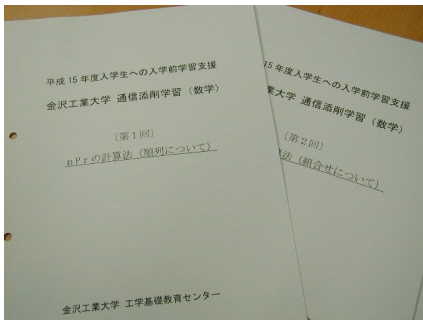 平成15年度入学生への入学前学習支援
金沢工業大学 通信添削学習（数学）
［第1回］
nPrの計算法（順列について）
金沢工業大学 工学基礎教育センター
15年度入学生への入学前学習支援
業大学 通信添削学習（数学）
［第2回］
法（組合せについて）